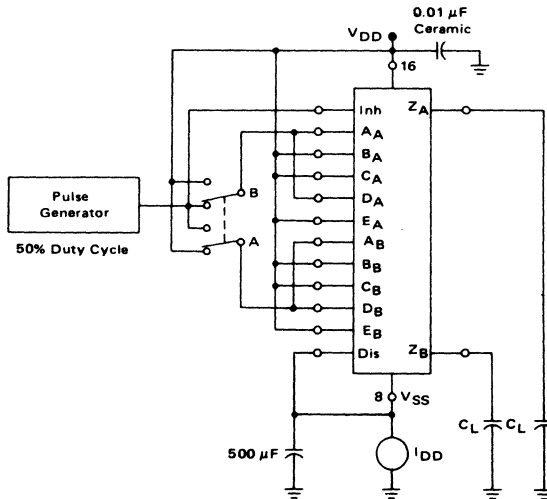 0.01 µF
Ceramic
VDD
16
Inh
ZA
AA
BA
CA
DA
EA
AB
BB
CB
DB
EB
Dis
ZB
Pulse
Generator
50% Duty Cycle
B
A
8
VSS
500 µF
IDD
CL
CL